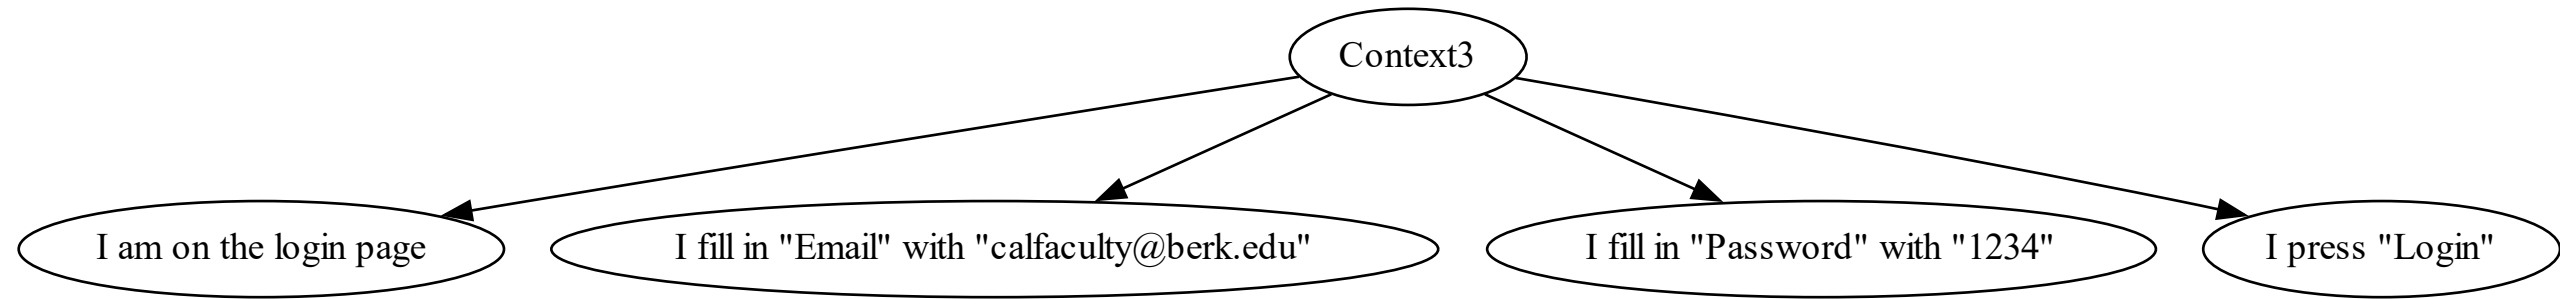 Context3
I am on the login page
I fill in "Email" with "calfaculty@berk.edu"
I fill in "Password" with "1234"
I press "Login"